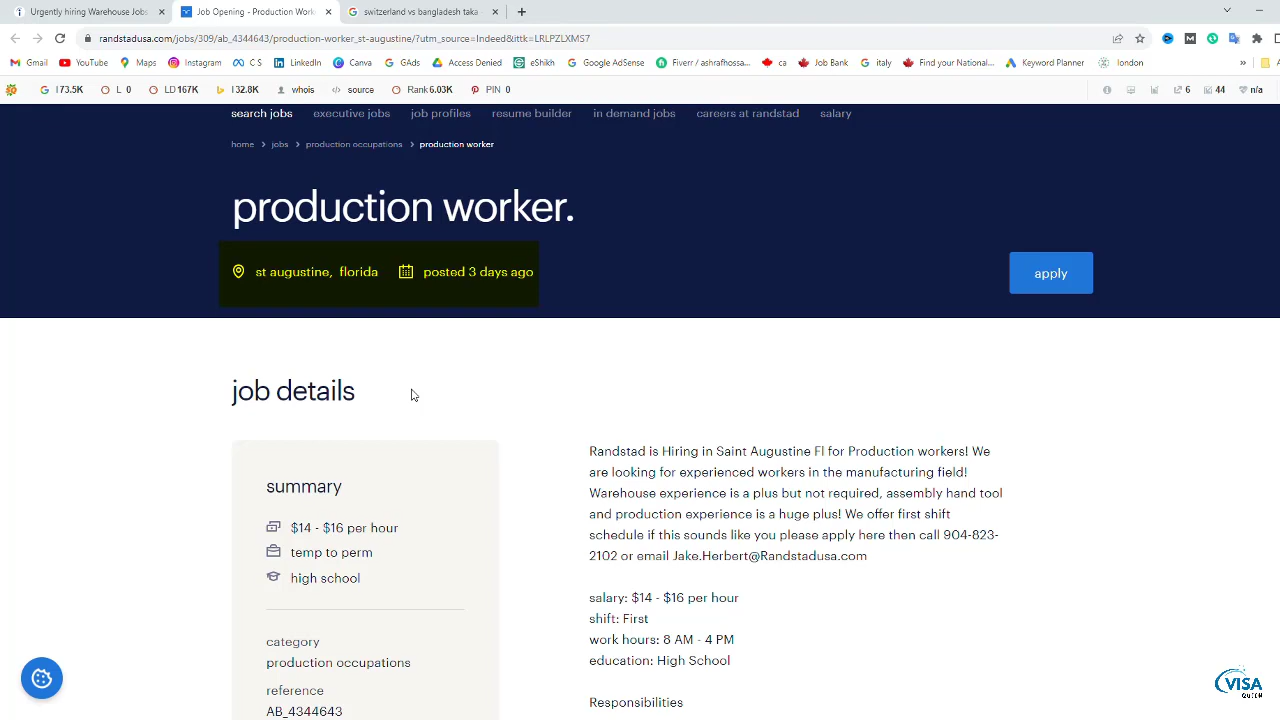 Urgently hiring Warehouse Jobs
Job Opening - Production Work
switzerland vs bangladesh taka
randstadusa.com/jobs/309/ab_4344643/production-worker_st-augustine/?utm_source=Indeed&ittk=LRLPZLXMS7
Gmail YouTube Maps Instagram C S LinkedIn Canva GAds Access Denied eShikh Google AdSense Fiverr / ashrafhossa... ca Job Bank italy Find your National... Keyword Planner london
I 73.5K L 0 LD 167K I 32.8K whois source Rank 6.03K PIN 0 6 44 n/a
search jobs executive jobs job profiles resume builder in demand jobs careers at randstad salary
home > jobs > production occupations > production worker
production worker.
st augustine, florida posted 3 days ago
apply
job details
summary
$14 - $16 per hour
temp to perm
high school
category
production occupations
reference
AB_4344643
Randstad is Hiring in Saint Augustine Fl for Production workers! We
are looking for experienced workers in the manufacturing field!
Warehouse experience is a plus but not required, assembly hand tool
and production experience is a huge plus! We offer first shift
schedule if this sounds like you please apply here then call 904-823-
2102 or email Jake.Herbert@Randstadusa.com
salary: $14 - $16 per hour
shift: First
work hours: 8 AM - 4 PM
education: High School
Responsibilities
VISA
QUICK